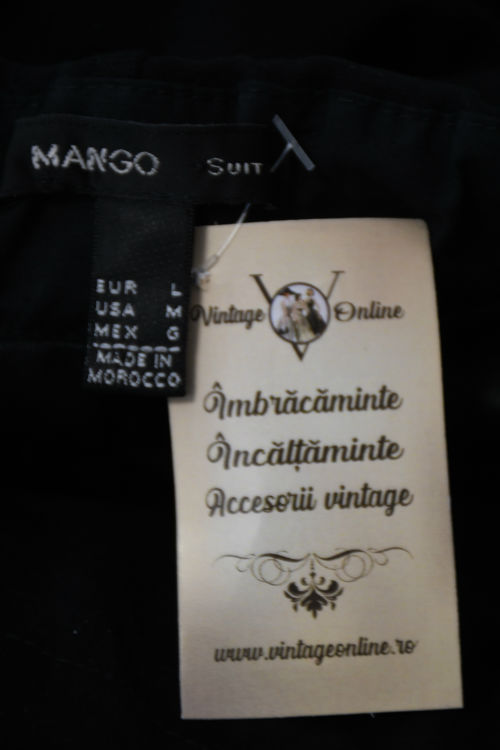 MANGO SUIT
EUR L
USA M
MEX G
MADE IN
MOROCCO
V
Vintage Online
Îmbrăcăminte
Încălțăminte
Accesorii vintage
www.vintageonline.ro